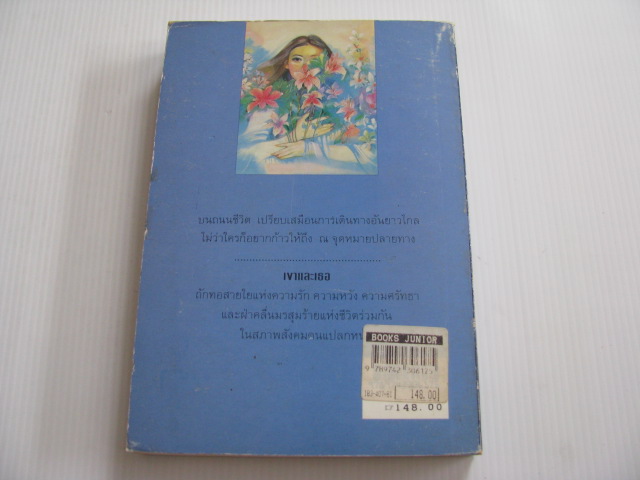 บนถนนชีวิต เปรียบเสมือนการเดินทางอันยาวไกล
ไม่ว่าใครก็อยากก้าวให้ถึง ณ จุดหมายปลายทาง
เขาและเธอ
ถักทอสายใยแห่งความรัก ความหวัง ความศรัทธา
และฝ่าคลื่นมรสุมร้ายแห่งชีวิตร่วมกัน
ในสภาพสังคมอันแปลก
BOOKS JUNIOR
148.00
148.00